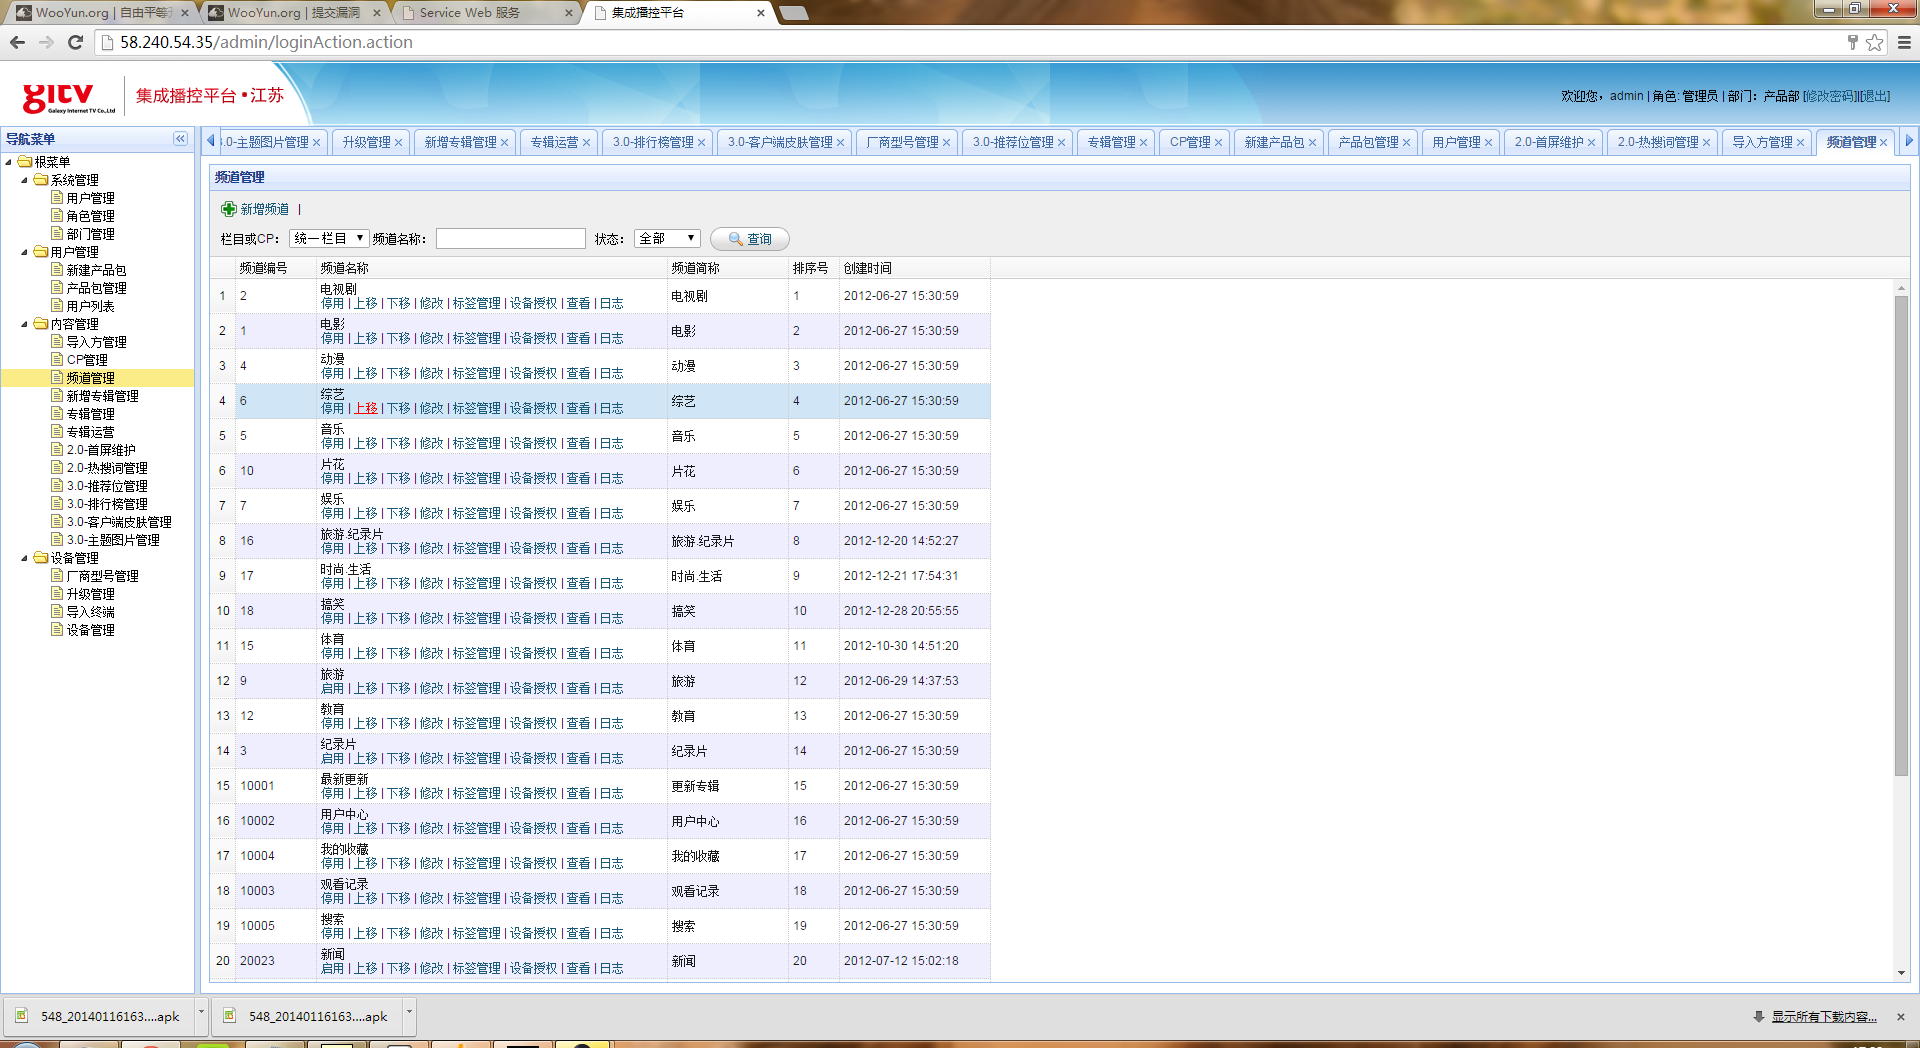 WooYun.org | 自由平等开
WooYun.org | 提交漏洞
Service Web 服务
集成播控平台
58.240.54.35/admin/loginAction.action
gitv
Galaxy Internet TV Co.,Ltd
集成播控平台•江苏
欢迎您，admin | 角色: 管理员 | 部门： 产品部 [修改密码][退出]
导航菜单
根菜单
系统管理
用户管理
角色管理
部门管理
用户管理
新建产品包
产品包管理
用户列表
内容管理
导入方管理
CP管理
频道管理
新增专辑管理
专辑管理
专辑运营
2.0-首屏维护
2.0-热搜词管理
3.0-推荐位管理
3.0-排行榜管理
3.0-客户端皮肤管理
3.0-主题图片管理
设备管理
厂商型号管理
升级管理
导入终端
设备管理
.0-主题图片管理 升级管理 新增专辑管理 专辑运营 3.0-排行榜管理 3.0-客户端皮肤管理 厂商型号管理 3.0-推荐位管理 专辑管理 CP管理 新建产品包 产品包管理 用户管理 2.0-首屏维护 2.0-热搜词管理 导入方管理 频道管理
频道管理
新增频道 |
栏目或CP： 统一栏目 频道名称： 状态： 全部 查询
频道编号 频道名称 频道简称 排序号 创建时间
1 2 电视剧 电视剧 1 2012-06-27 15:30:59
停用 | 上移 | 下移 | 修改 | 标签管理 | 设备授权 | 查看 | 日志
2 1 电影 电影 2 2012-06-27 15:30:59
停用 | 上移 | 下移 | 修改 | 标签管理 | 设备授权 | 查看 | 日志
3 4 动漫 动漫 3 2012-06-27 15:30:59
停用 | 上移 | 下移 | 修改 | 标签管理 | 设备授权 | 查看 | 日志
4 6 综艺 综艺 4 2012-06-27 15:30:59
停用 | 上移 | 下移 | 修改 | 标签管理 | 设备授权 | 查看 | 日志
5 5 音乐 音乐 5 2012-06-27 15:30:59
停用 | 上移 | 下移 | 修改 | 标签管理 | 设备授权 | 查看 | 日志
6 10 片花 片花 6 2012-06-27 15:30:59
停用 | 上移 | 下移 | 修改 | 标签管理 | 设备授权 | 查看 | 日志
7 7 娱乐 娱乐 7 2012-06-27 15:30:59
停用 | 上移 | 下移 | 修改 | 标签管理 | 设备授权 | 查看 | 日志
8 16 旅游.纪录片 旅游.纪录片 8 2012-12-20 14:52:27
停用 | 上移 | 下移 | 修改 | 标签管理 | 设备授权 | 查看 | 日志
9 17 时尚.生活 时尚.生活 9 2012-12-21 17:54:31
停用 | 上移 | 下移 | 修改 | 标签管理 | 设备授权 | 查看 | 日志
10 18 搞笑 搞笑 10 2012-12-28 20:55:55
停用 | 上移 | 下移 | 修改 | 标签管理 | 设备授权 | 查看 | 日志
11 15 体育 体育 11 2012-10-30 14:51:20
停用 | 上移 | 下移 | 修改 | 标签管理 | 设备授权 | 查看 | 日志
12 9 旅游 旅游 12 2012-06-29 14:37:53
启用 | 上移 | 下移 | 修改 | 标签管理 | 设备授权 | 查看 | 日志
13 12 教育 教育 13 2012-06-27 15:30:59
停用 | 上移 | 下移 | 修改 | 标签管理 | 设备授权 | 查看 | 日志
14 3 纪录片 纪录片 14 2012-06-27 15:30:59
启用 | 上移 | 下移 | 修改 | 标签管理 | 设备授权 | 查看 | 日志
15 10001 最新更新 更新专辑 15 2012-06-27 15:30:59
停用 | 上移 | 下移 | 修改 | 标签管理 | 设备授权 | 查看 | 日志
16 10002 用户中心 用户中心 16 2012-06-27 15:30:59
停用 | 上移 | 下移 | 修改 | 标签管理 | 设备授权 | 查看 | 日志
17 10004 我的收藏 我的收藏 17 2012-06-27 15:30:59
停用 | 上移 | 下移 | 修改 | 标签管理 | 设备授权 | 查看 | 日志
18 10003 观看记录 观看记录 18 2012-06-27 15:30:59
停用 | 上移 | 下移 | 修改 | 标签管理 | 设备授权 | 查看 | 日志
19 10005 搜索 搜索 19 2012-06-27 15:30:59
停用 | 上移 | 下移 | 修改 | 标签管理 | 设备授权 | 查看 | 日志
20 20023 新闻 新闻 20 2012-07-12 15:02:18
启用 | 上移 | 下移 | 修改 | 标签管理 | 设备授权 | 查看 | 日志
548_20140116163....apk 548_20140116163....apk 显示所有下载内容...